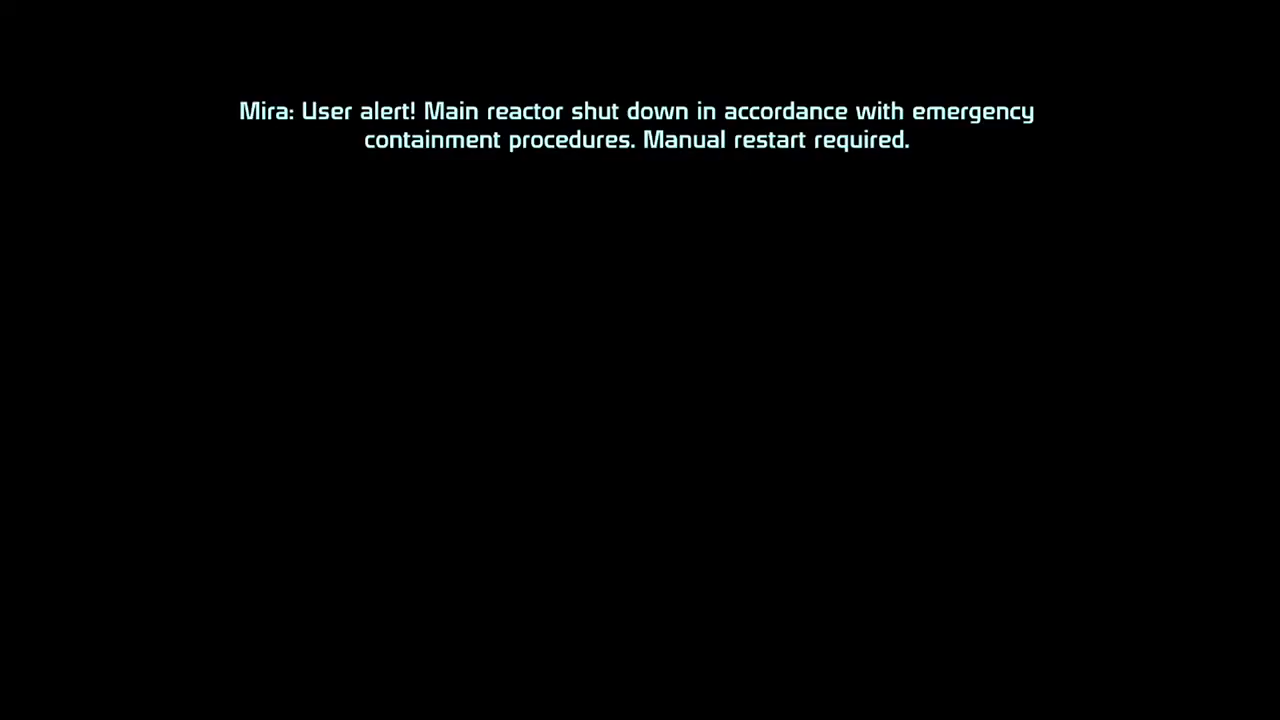 Mira: User alert! Main reactor shut down in accordance with emergency
containment procedures. Manual restart required.